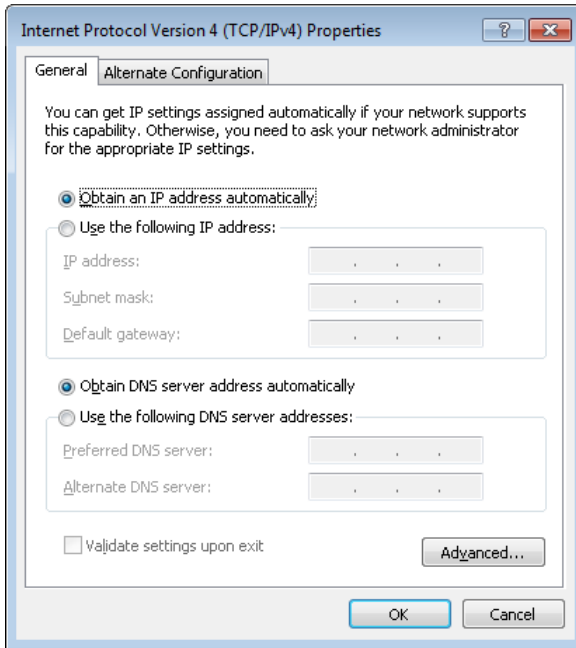 Internet Protocol Version 4 (TCP/IPv4) Properties
General
Alternate Configuration
You can get IP settings assigned automatically if your network supports
this capability. Otherwise, you need to ask your network administrator
for the appropriate IP settings.
Obtain an IP address automatically
Use the following IP address:
IP address:
Subnet mask:
Default gateway:
Obtain DNS server address automatically
Use the following DNS server addresses:
Preferred DNS server:
Alternate DNS server:
Validate settings upon exit
Advanced...
OK
Cancel